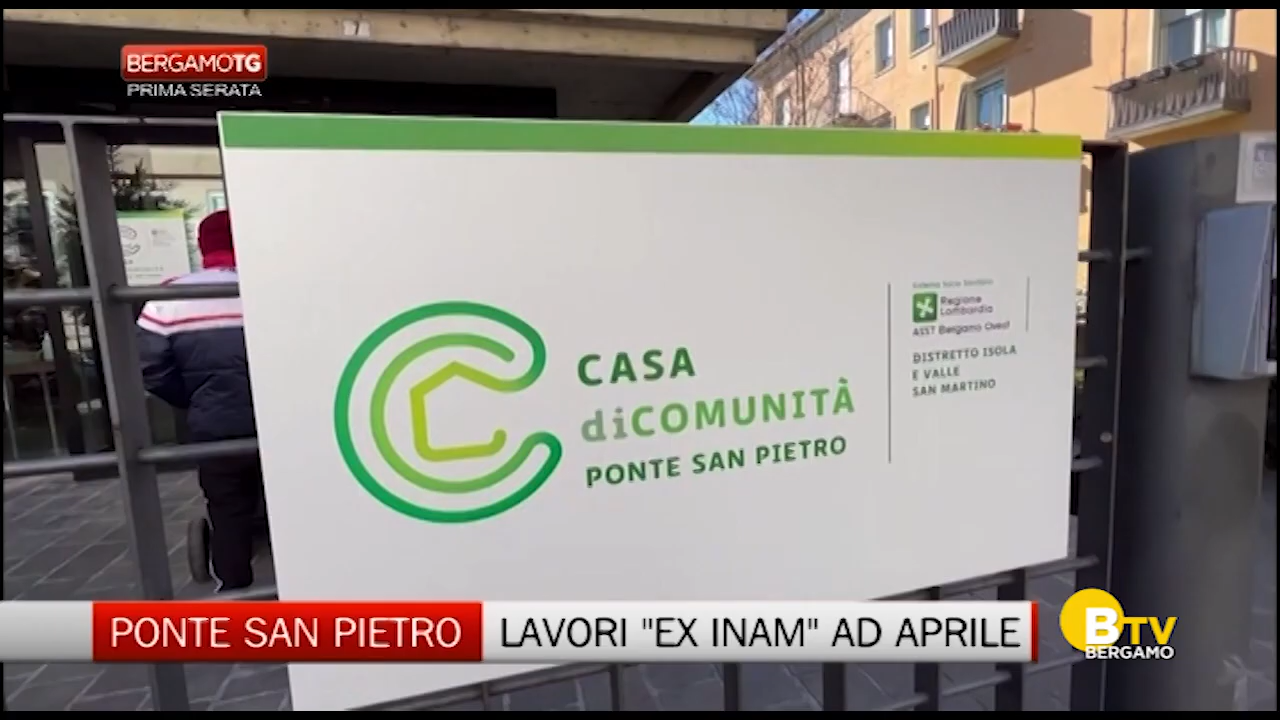 BERGAMOTG
PRIMA SERATA
CASA
diCOMUNITÀ
PONTE SAN PIETRO
Regione
Lombardia
ASST Bergamo Ovest
DISTRETTO ISOLA
E VALLE
SAN MARTINO
PONTE SAN PIETRO
LAVORI "EX INAM" AD APRILE
BTV
BERGAMO